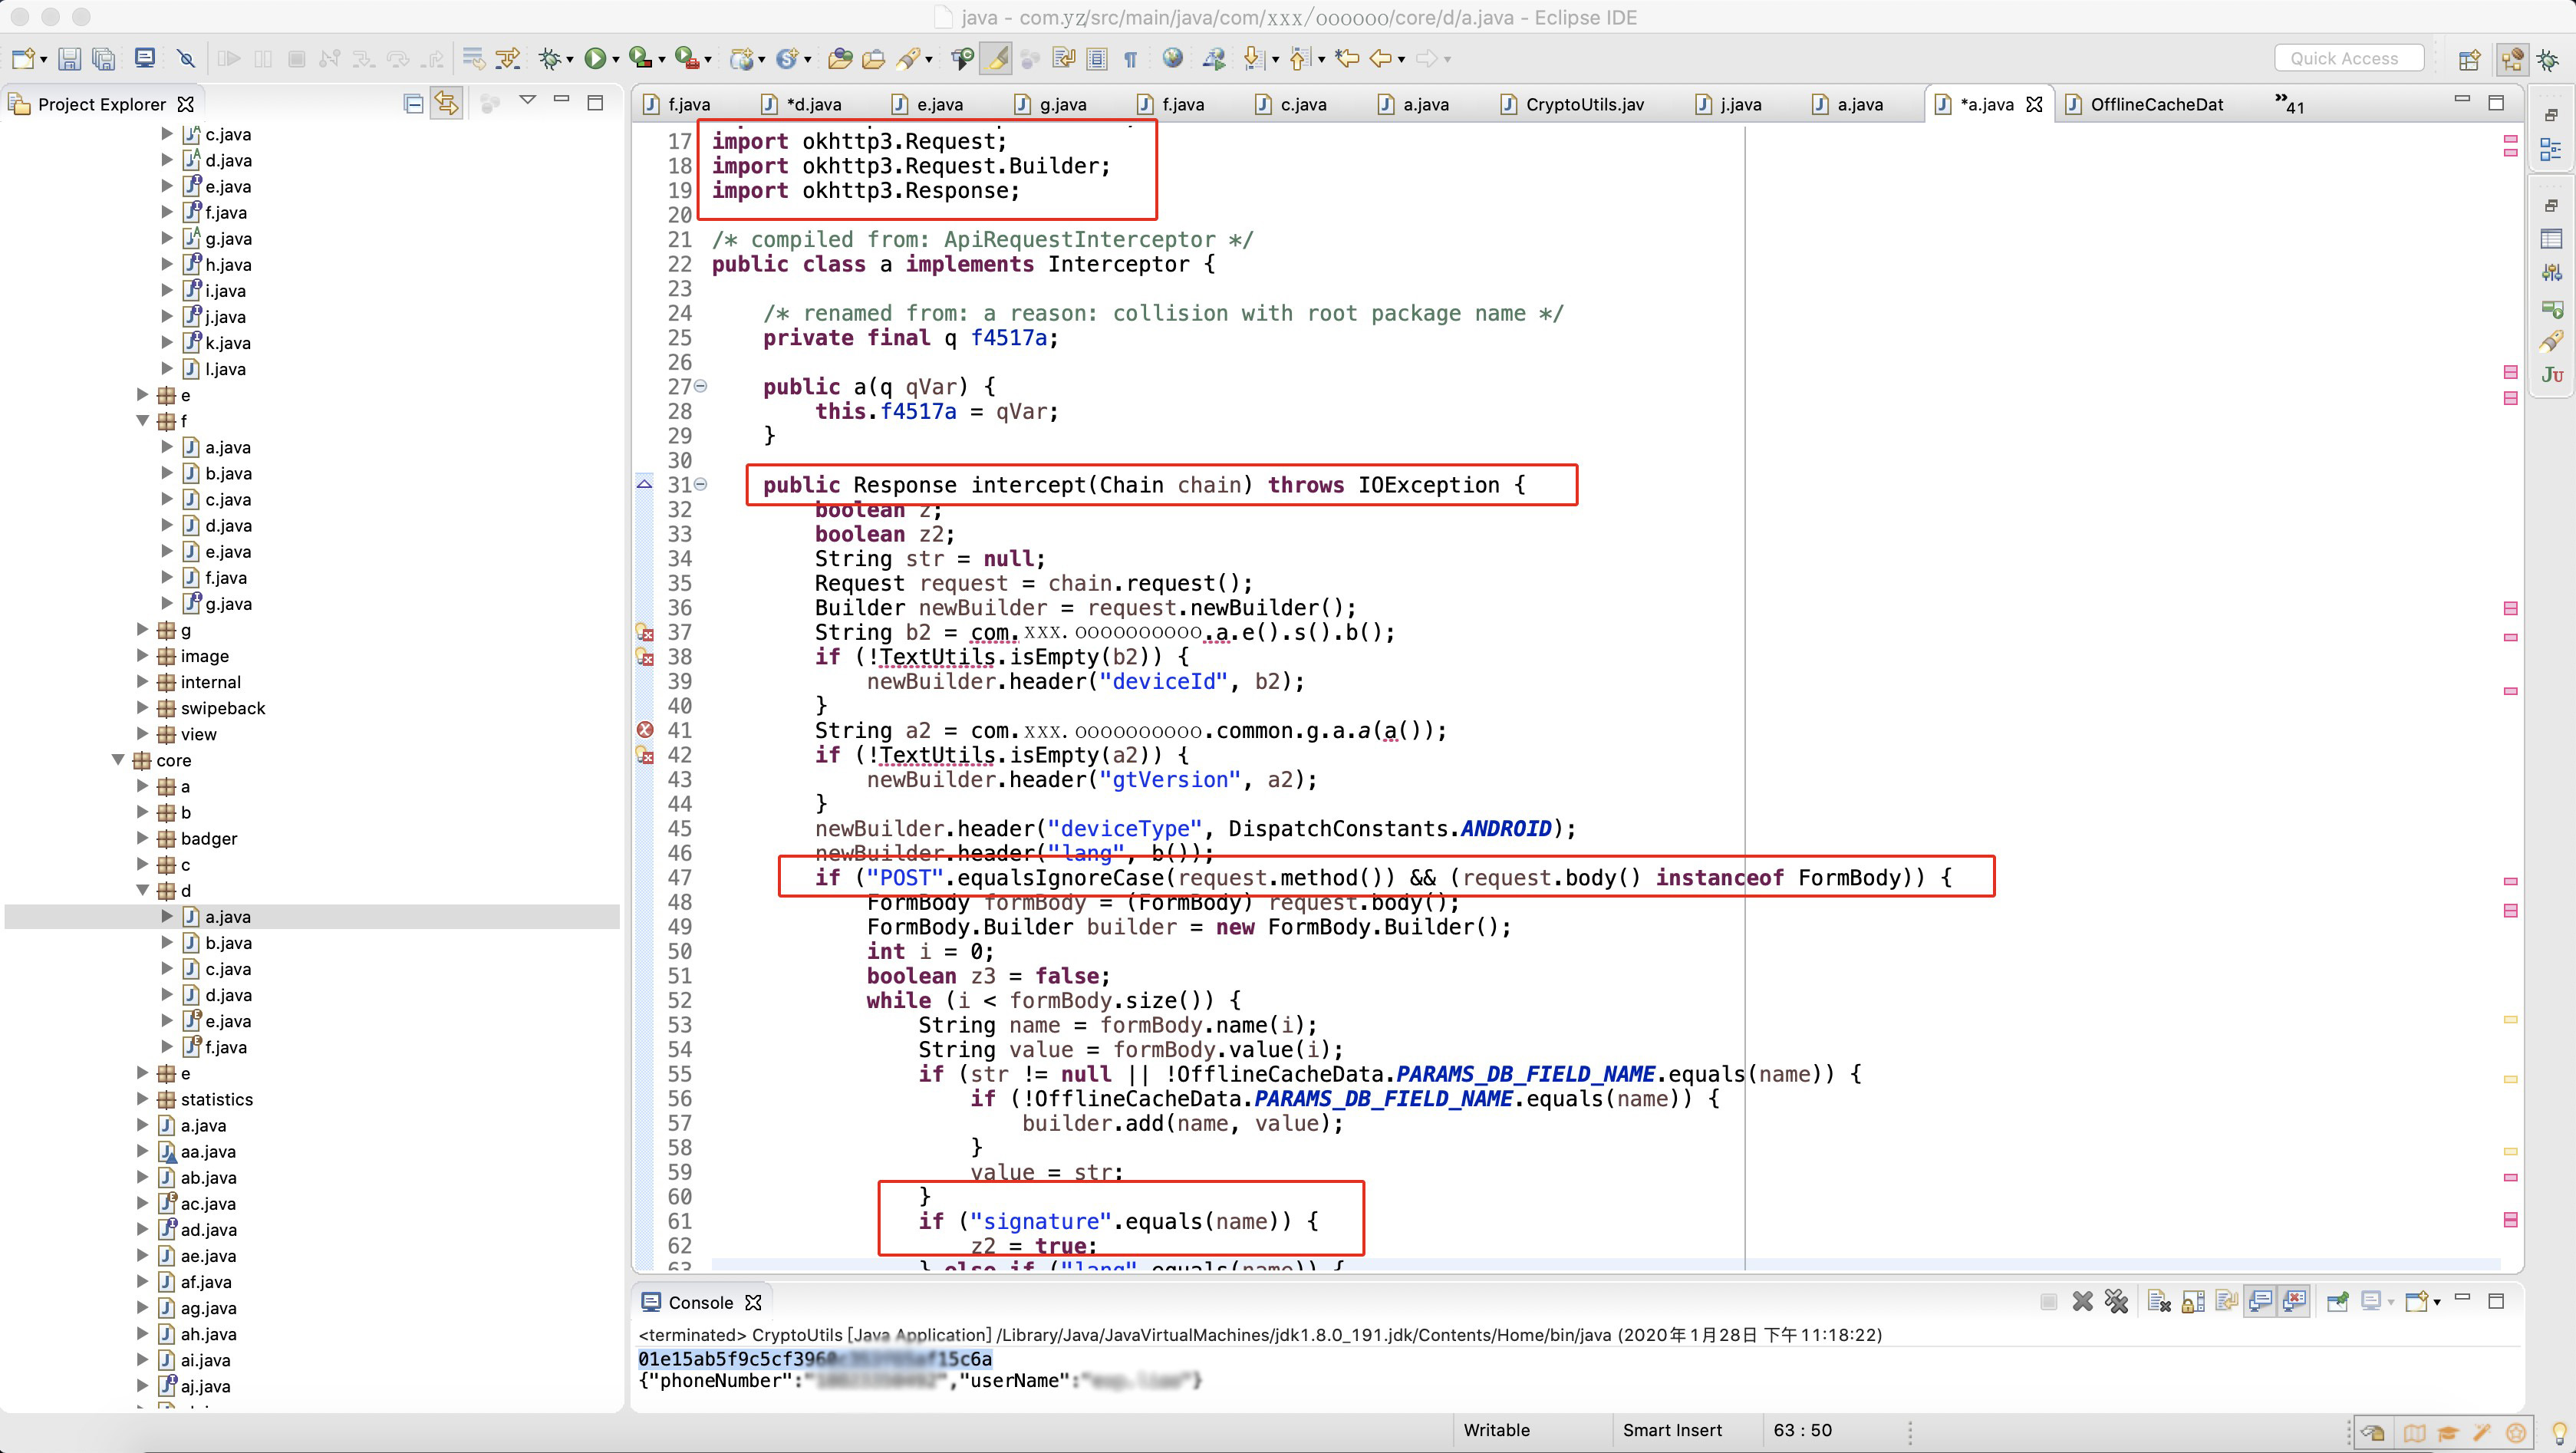 java - com.yz/src/main/java/com/xxx/oooooo/core/d/a.java - Eclipse IDE
Quick Access
Project Explorer
f.java
*d.java
e.java
g.java
f.java
c.java
a.java
CryptoUtils.jav
j.java
a.java
*a.java
OfflineCacheDat
»41
c.java
d.java
e.java
f.java
g.java
h.java
i.java
j.java
k.java
l.java
e
f
a.java
b.java
c.java
d.java
e.java
f.java
g.java
g
image
internal
swipeback
view
core
a
b
badger
c
d
a.java
b.java
c.java
d.java
e.java
f.java
e
statistics
a.java
aa.java
ab.java
ac.java
ad.java
ae.java
af.java
ag.java
ah.java
ai.java
aj.java
17 import okhttp3.Request;
18 import okhttp3.Request.Builder;
19 import okhttp3.Response;
20
21 /* compiled from: ApiRequestInterceptor */
22 public class a implements Interceptor {
23
24 /* renamed from: a reason: collision with root package name */
25 private final q f4517a;
26
27 public a(q qVar) {
28 this.f4517a = qVar;
29 }
30
31 public Response intercept(Chain chain) throws IOException {
32 boolean z;
33 boolean z2;
34 String str = null;
35 Request request = chain.request();
36 Builder newBuilder = request.newBuilder();
37 String b2 = com.xxx.oooooooooo.a.e().s().b();
38 if (!TextUtils.isEmpty(b2)) {
39 newBuilder.header("deviceId", b2);
40 }
41 String a2 = com.xxx.oooooooooo.common.g.a.a(a());
42 if (!TextUtils.isEmpty(a2)) {
43 newBuilder.header("gtVersion", a2);
44 }
45 newBuilder.header("deviceType", DispatchConstants.ANDROID);
46 newBuilder.header("lang", b());
47 if ("POST".equalsIgnoreCase(request.method()) && (request.body() instanceof FormBody)) {
48 FormBody formBody = (FormBody) request.body();
49 FormBody.Builder builder = new FormBody.Builder();
50 int i = 0;
51 boolean z3 = false;
52 while (i < formBody.size()) {
53 String name = formBody.name(i);
54 String value = formBody.value(i);
55 if (str != null || !OfflineCacheData.PARAMS_DB_FIELD_NAME.equals(name)) {
56 if (!OfflineCacheData.PARAMS_DB_FIELD_NAME.equals(name)) {
57 builder.add(name, value);
58 }
59 value = str;
60 }
61 if ("signature".equals(name)) {
62 z2 = true;
63 } else if ("lang".equals(name)) {
Console
<terminated> CryptoUtils [Java Application] /Library/Java/JavaVirtualMachines/jdk1.8.0_191.jdk/Contents/Home/bin/java (2020年1月28日 下午11:18:22)
01e15ab5f9c5cf396 f15c6a
{"phoneNumber":" ","userName":" "}
Writable
Smart Insert
63 : 50